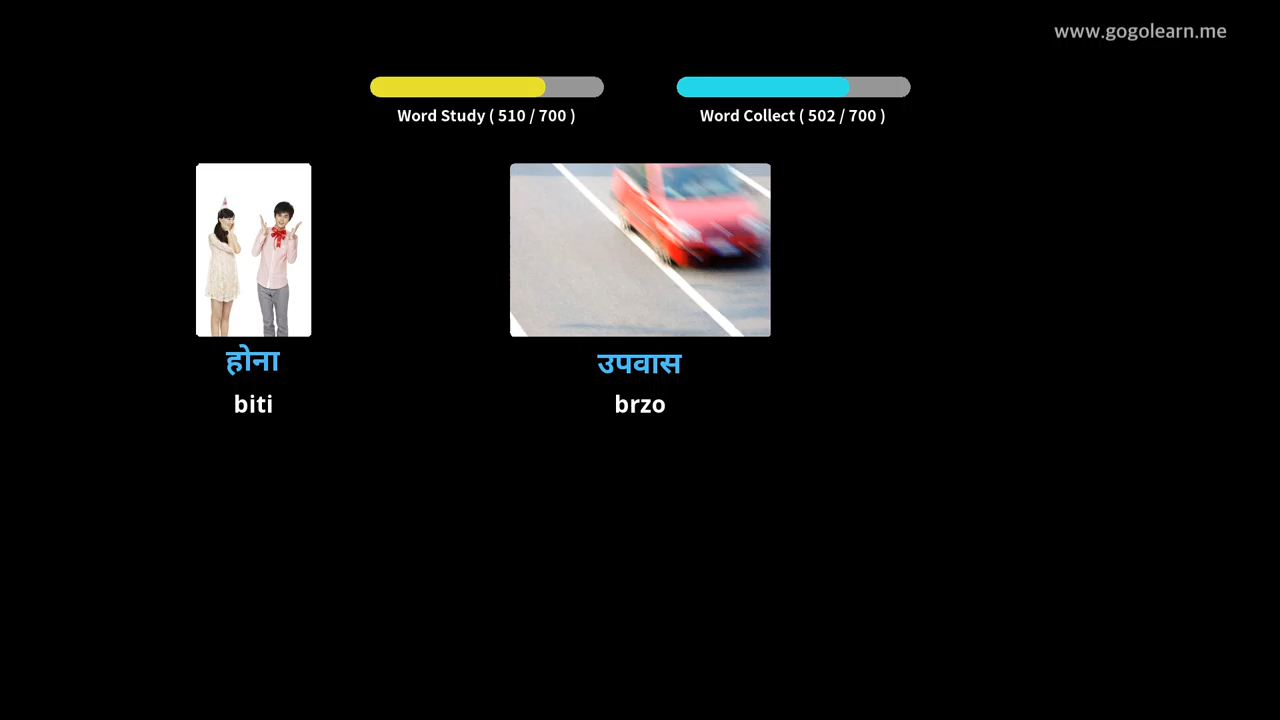 www.gogolearn.me
Word Study ( 510 / 700 )
Word Collect ( 502 / 700 )
होना
उपवास
biti
brzo